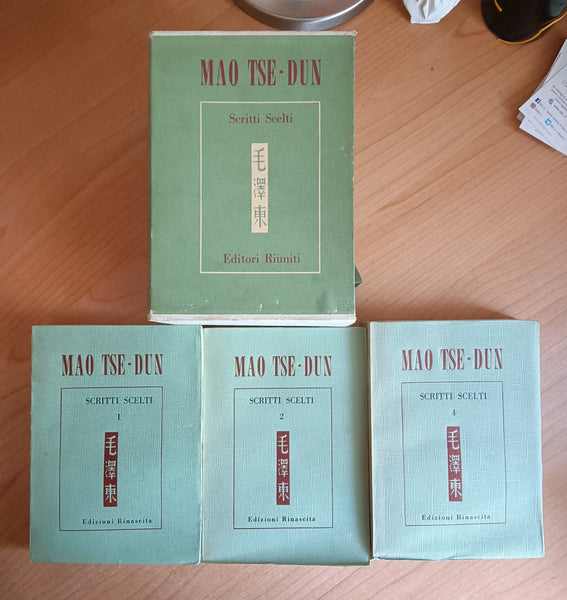 MAO TSE-DUN
Scritti Scelti
毛
澤
東
Editori Riuniti
MAO TSE-DUN
SCRITTI SCELTI
1
毛
澤
東
Edizioni Rinascita
MAO TSE-DUN
SCRITTI SCELTI
2
毛
澤
東
Edizioni Rinascita
MAO TSE-DUN
SCRITTI SCELTI
4
毛
澤
東
Edizioni Rinascita